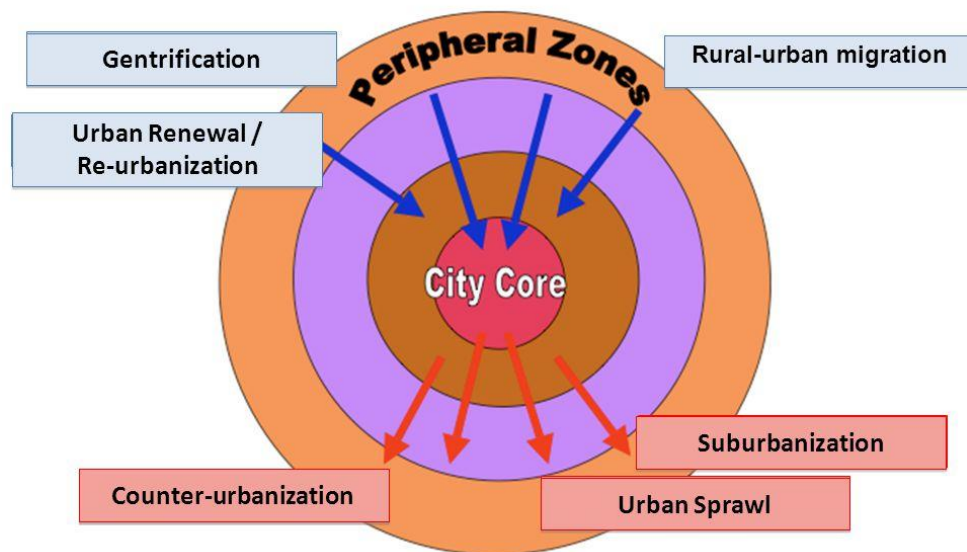 Peripheral Zones
Gentrification
Rural-urban migration
Urban Renewal /
Re-urbanization
City Core
Suburbanization
Counter-urbanization
Urban Sprawl